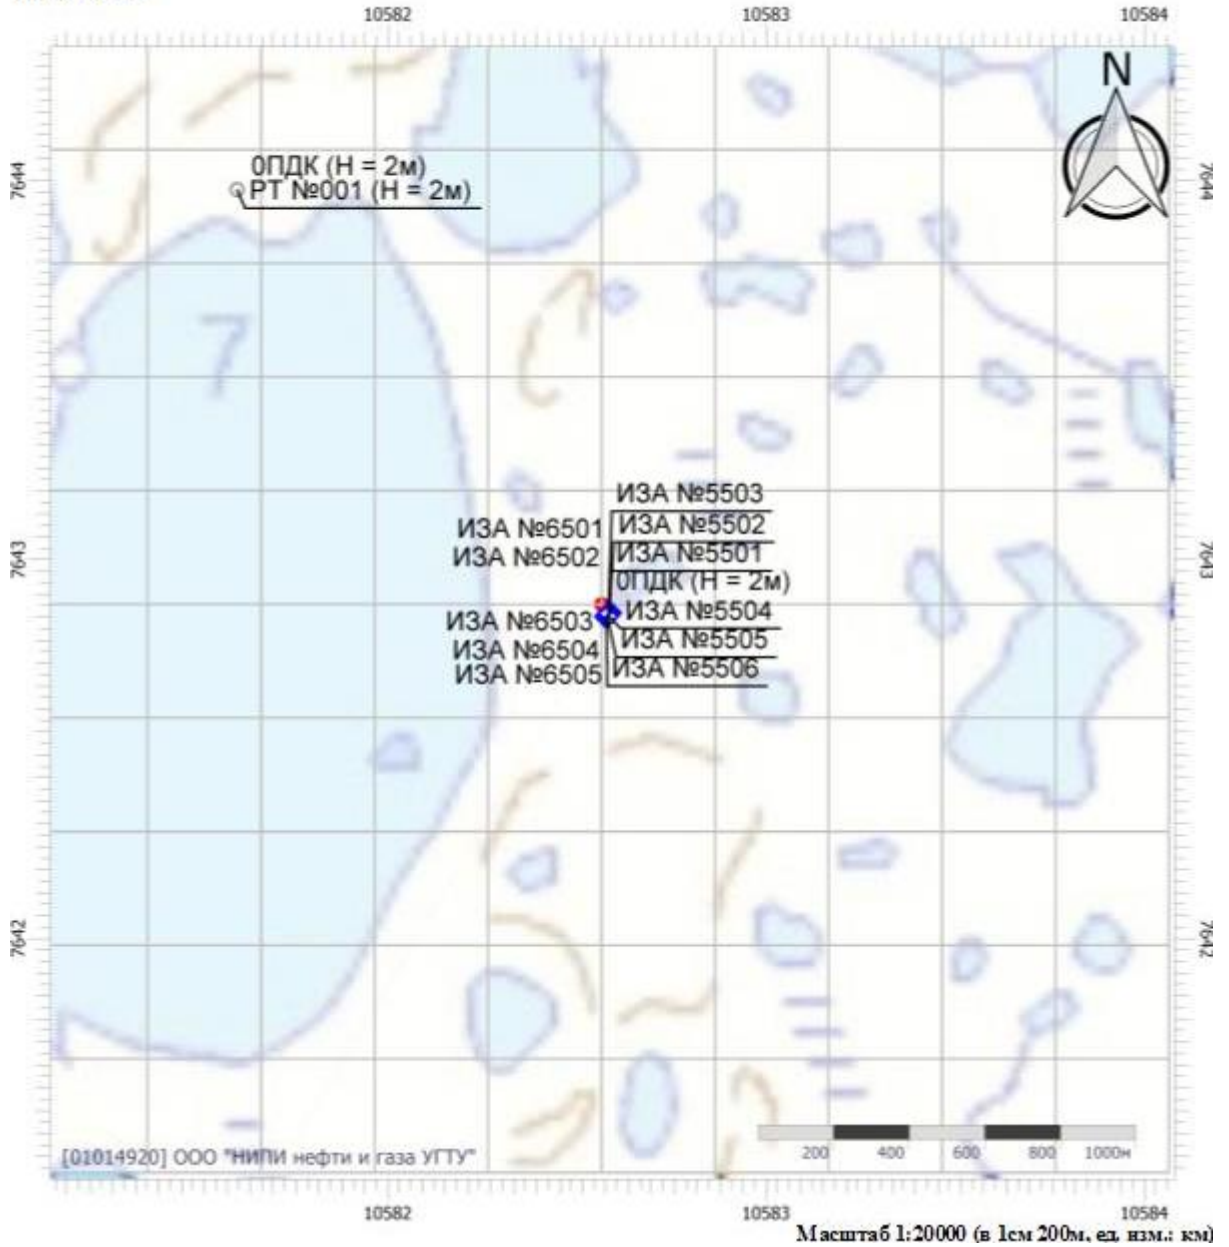 10582
10583
10584
N
7644
7644
0ПДК (H = 2м)
РТ №001 (H = 2м)
7
ИЗА №5503
ИЗА №6501
ИЗА №5502
ИЗА №6502
ИЗА №5501
7643
7643
0ПДК (H = 2м)
ИЗА №5504
ИЗА №6503
ИЗА №5505
ИЗА №6504
ИЗА №5506
ИЗА №6505
7642
7642
200
400
600
800
1000м
[01014920] ООО "НИПИ нефти и газа УГТУ"
10582
10583
10584
Масштаб 1:20000 (в 1см 200м, ед. изм.: км)